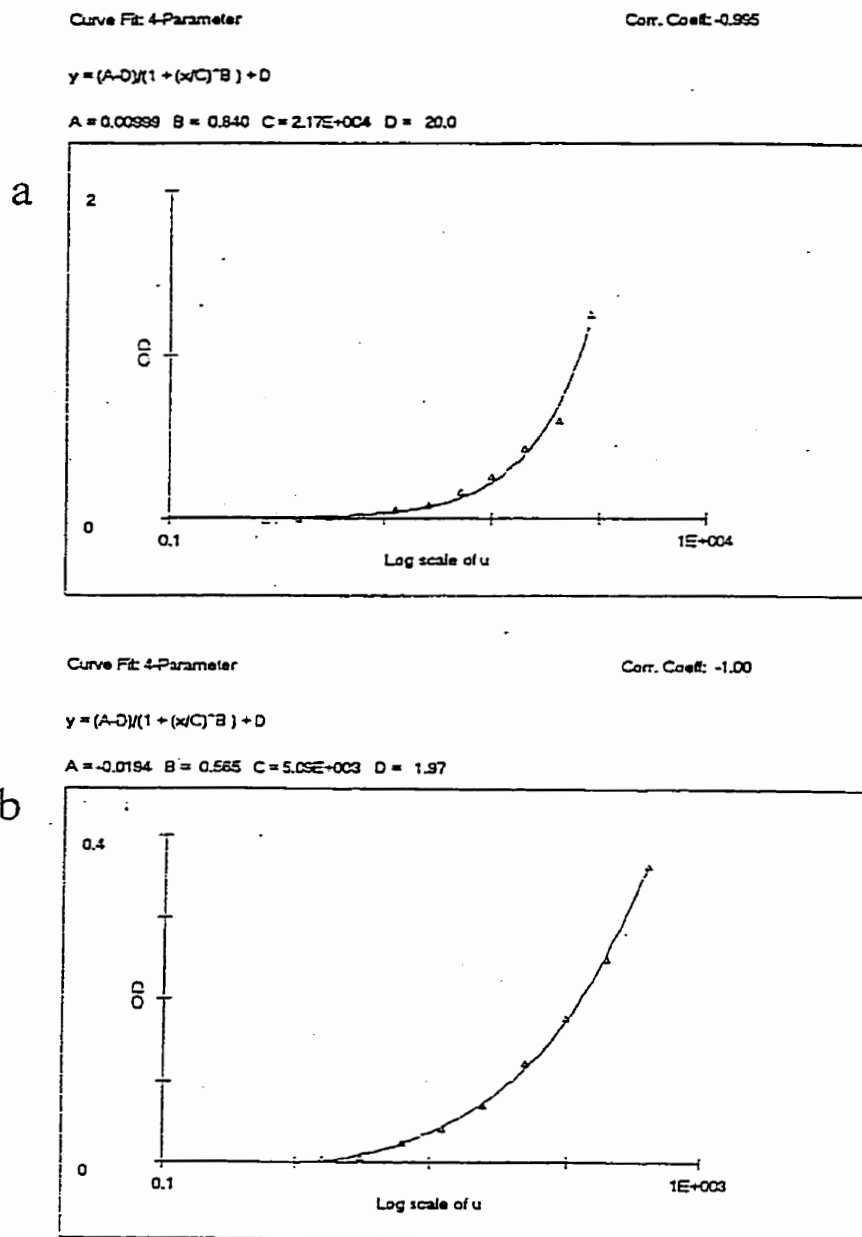 Curve Fit: 4-Parameter Corr. Coeff: -0.995
y = (A-D)/(1 + (x/C)^B ) + D
A = 0.00999 B = 0.840 C = 2.17E+004 D = 20.0
a
2
OD
0
0.1 1E+004
Log scale of u
Curve Fit: 4-Parameter Corr. Coeff: -1.00
y = (A-D)/(1 + (x/C)^B ) + D
A = -0.0194 B = 0.565 C = 5.09E+003 D = 1.97
b
0.4
OD
0
0.1 1E+003
Log scale of u